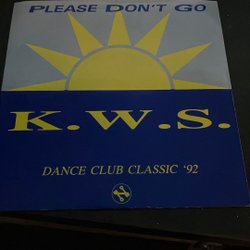 PLEASE DON'T GO
K.W.S.
DANCE CLUB CLASSIC '92